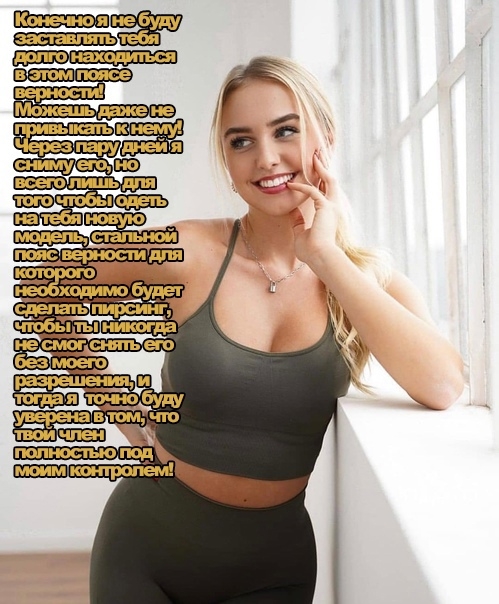 Конечно я не буду
заставлять тебя
долго находиться
в этом поясе
верности!
Можешь даже не
привыкать к нему!
Через пару дней я
сниму его, но
всего лишь для
того чтобы одеть
на тебя новую
модель, стальной
пояс верности для
которого
необходимо будет
сделать пирсинг,
чтобы ты никогда
не смог снять его
без моего
разрешения, и
тогда я  точно буду
уверена в том, что
твой член
полностью под
моим контролем!